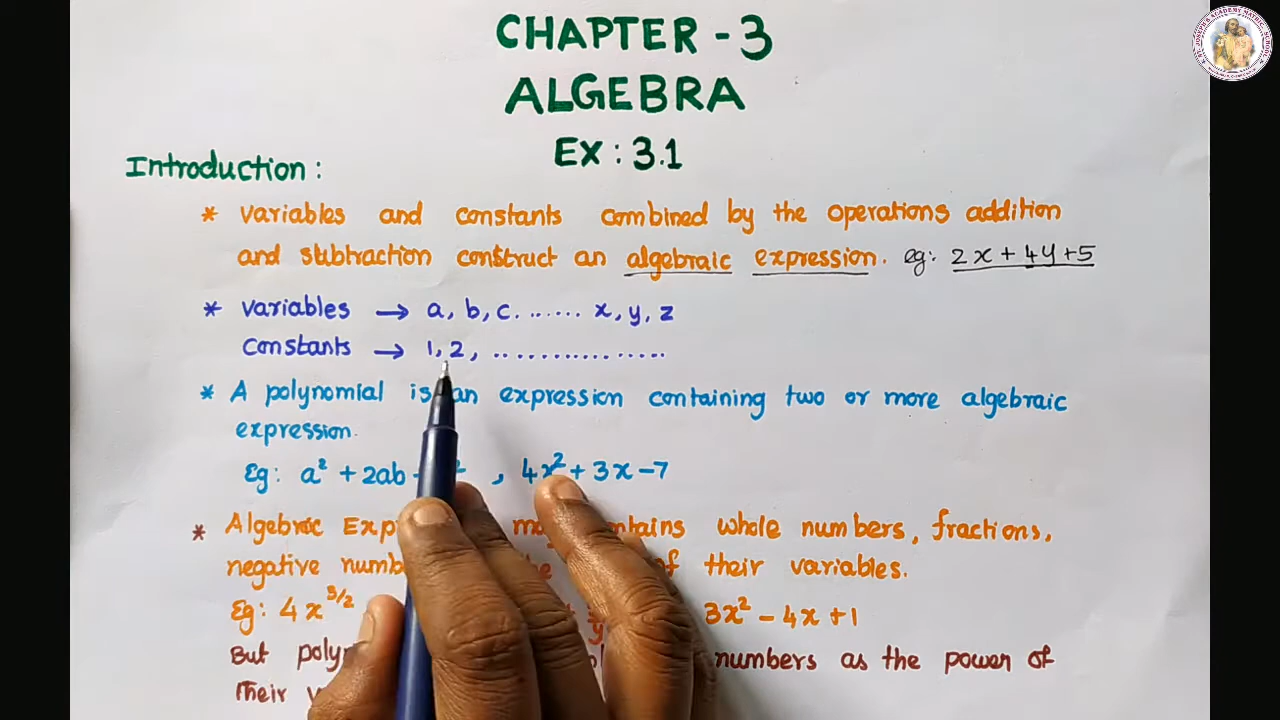 CHAPTER - 3
ALGEBRA
EX : 3.1
Introduction :
* variables and constants combined by the operations addition
and subtraction construct an algebraic expression. eg: 2x + 4y + 5
* variables → a, b, c. ...... x, y, z
constants → 1, 2, ..................
* A polynomial is an expression containing two or more algebraic
expression.
Eg: a² + 2ab , 4x² + 3x - 7
* Algebraic whole numbers, fractions,
negative of their variables.
Eg: 4x^3/2 3x² - 4x + 1
But numbers as the power of
their